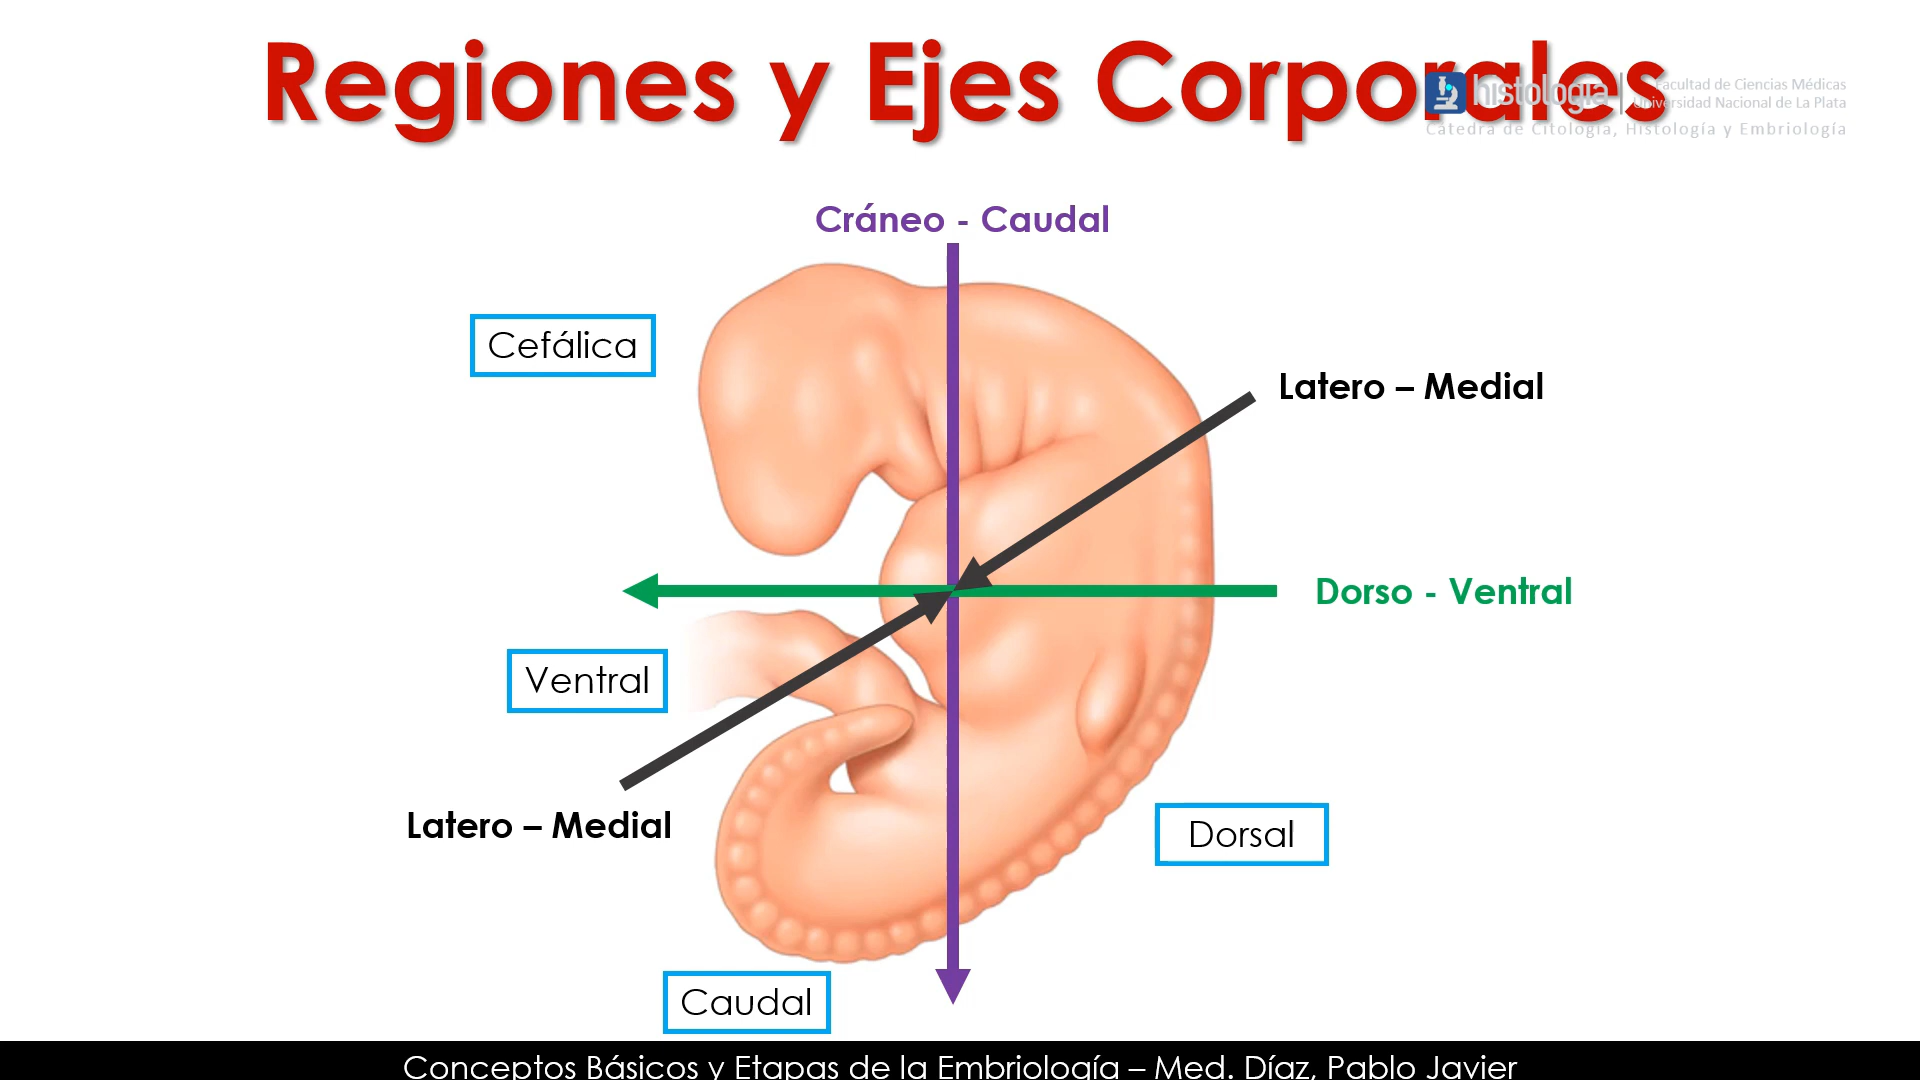 Regiones y Ejes Corporales
histología
Facultad de Ciencias Médicas
Universidad Nacional de La Plata
Cátedra de Citología, Histología y Embriología
Cráneo - Caudal
Cefálica
Latero – Medial
Dorso - Ventral
Ventral
Latero – Medial
Dorsal
Caudal
Conceptos Básicos y Etapas de la Embriología – Med. Díaz, Pablo Javier